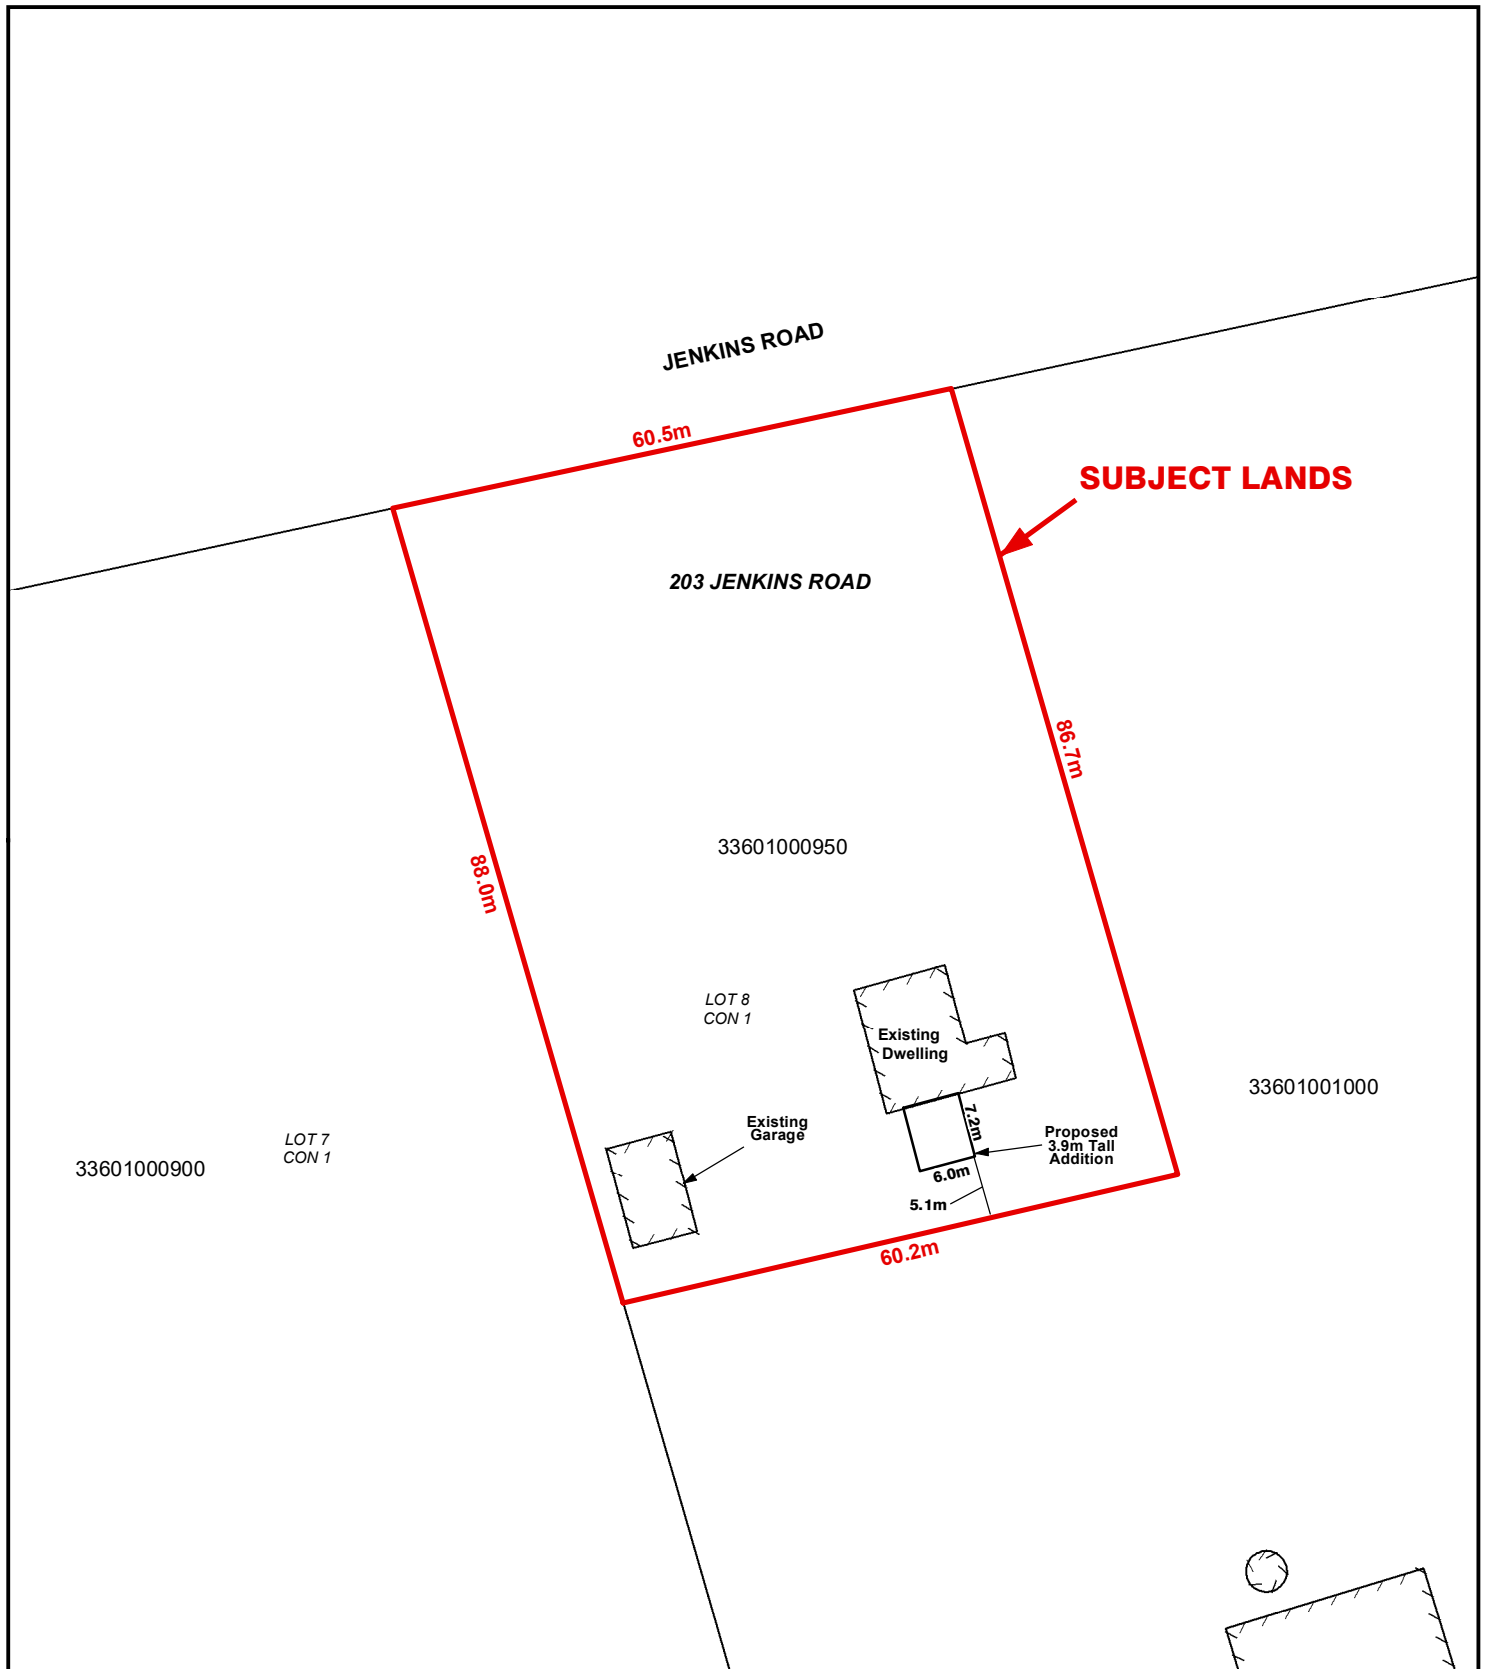 JENKINS ROAD
60.5m
SUBJECT LANDS
203 JENKINS ROAD
86.7m
33601000950
88.0m
LOT 8
CON 1
Existing
Dwelling
33601001000
7.2m
Existing
Garage
Proposed
3.9m Tall
Addition
LOT 7
CON 1
33601000900
6.0m
5.1m
60.2m